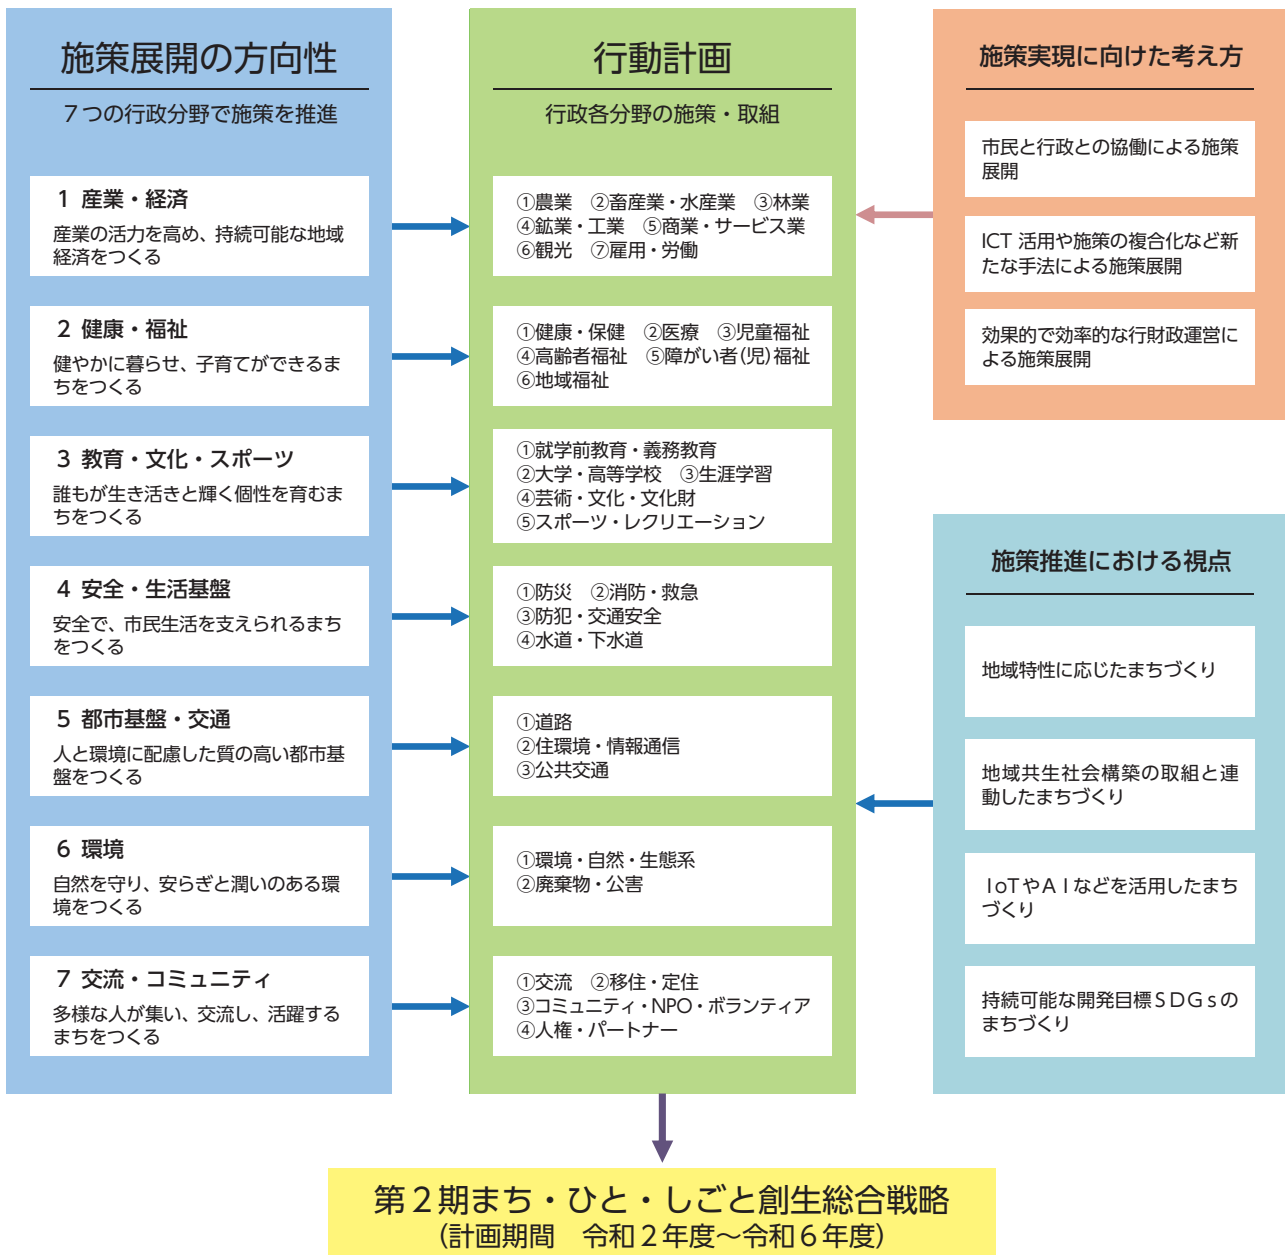 施策展開の方向性
７つの行政分野で施策を推進
1 産業・経済
産業の活力を高め、持続可能な地域
経済をつくる
2 健康・福祉
健やかに暮らせ、子育てができるま
ちをつくる
3 教育・文化・スポーツ
誰もが生き活きと輝く個性を育むま
ちをつくる
4 安全・生活基盤
安全で、市民生活を支えられるまち
をつくる
5 都市基盤・交通
人と環境に配慮した質の高い都市基
盤をつくる
6 環境
自然を守り、安らぎと潤いのある環
境をつくる
7 交流・コミュニティ
多様な人が集い、交流し、活躍する
まちをつくる
行動計画
行政各分野の施策・取組
①農業　②畜産業・水産業　③林業
④鉱業・工業　⑤商業・サービス業
⑥観光　⑦雇用・労働
①健康・保健　②医療　③児童福祉
④高齢者福祉　⑤障がい者(児)福祉
⑥地域福祉
①就学前教育・義務教育
②大学・高等学校　③生涯学習
④芸術・文化・文化財
⑤スポーツ・レクリエーション
①防災　②消防・救急
③防犯・交通安全
④水道・下水道
①道路
②住環境・情報通信
③公共交通
①環境・自然・生態系
②廃棄物・公害
①交流　②移住・定住
③コミュニティ・NPO・ボランティア
④人権・パートナー
施策実現に向けた考え方
市民と行政との協働による施策
展開
ICT 活用や施策の複合化など新
たな手法による施策展開
効果的で効率的な行財政運営に
よる施策展開
施策推進における視点
地域特性に応じたまちづくり
地域共生社会構築の取組と連
動したまちづくり
ＩoTやＡＩなどを活用したまち
づくり
持続可能な開発目標ＳＤＧｓの
まちづくり
第２期まち・ひと・しごと創生総合戦略
(計画期間　令和２年度～令和６年度)